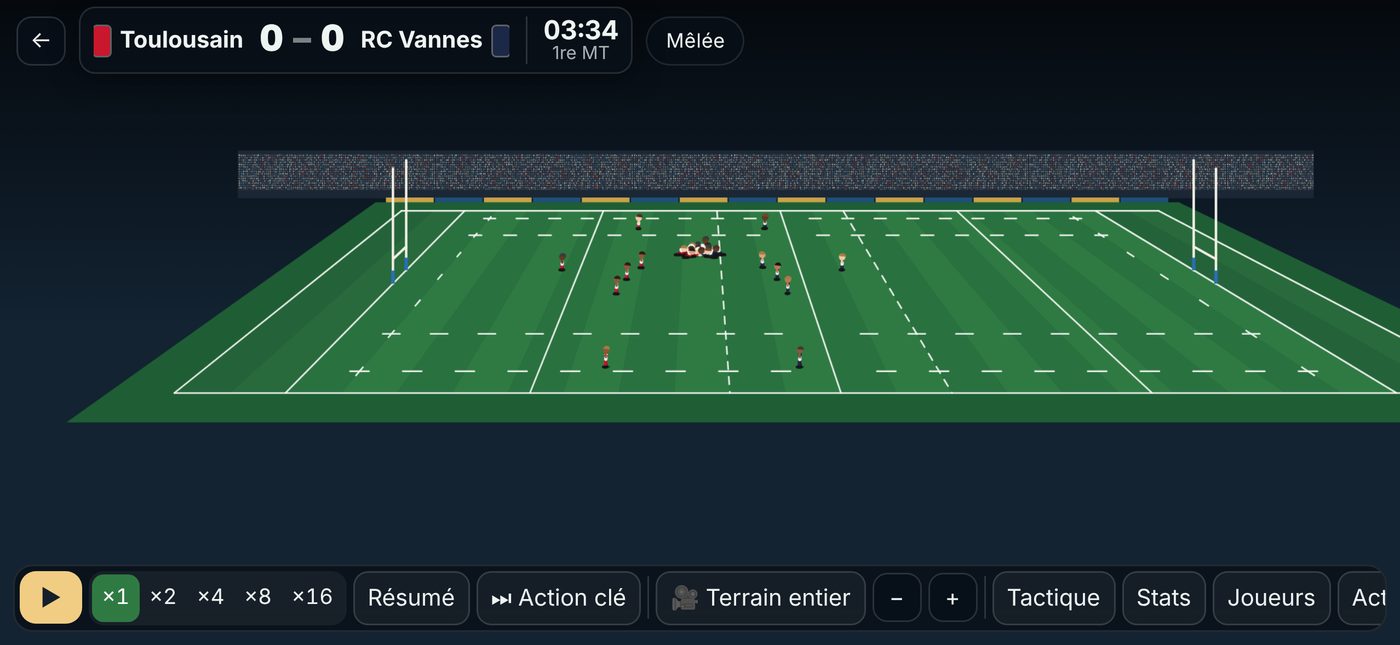 Toulousain 0 – 0 RC Vannes
03:34
1re MT
Mêlée
×1 ×2 ×4 ×8 ×16 Résumé Action clé Terrain entier − + Tactique Stats Joueurs Act